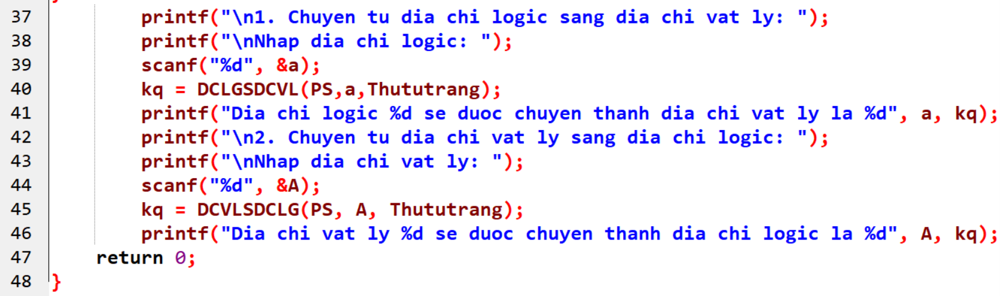 37 printf("\n1. Chuyen tu dia chi logic sang dia chi vat ly: ");
38 printf("\nNhap dia chi logic: ");
39 scanf("%d", &a);
40 kq = DCLGSDCVL(PS,a,Thututrang);
41 printf("Dia chi logic %d se duoc chuyen thanh dia chi vat ly la %d", a, kq);
42 printf("\n2. Chuyen tu dia chi vat ly sang dia chi logic: ");
43 printf("\nNhap dia chi vat ly: ");
44 scanf("%d", &A);
45 kq = DCVLSDCLG(PS, A, Thututrang);
46 printf("Dia chi vat ly %d se duoc chuyen thanh dia chi logic la %d", A, kq);
47 return 0;
48 }